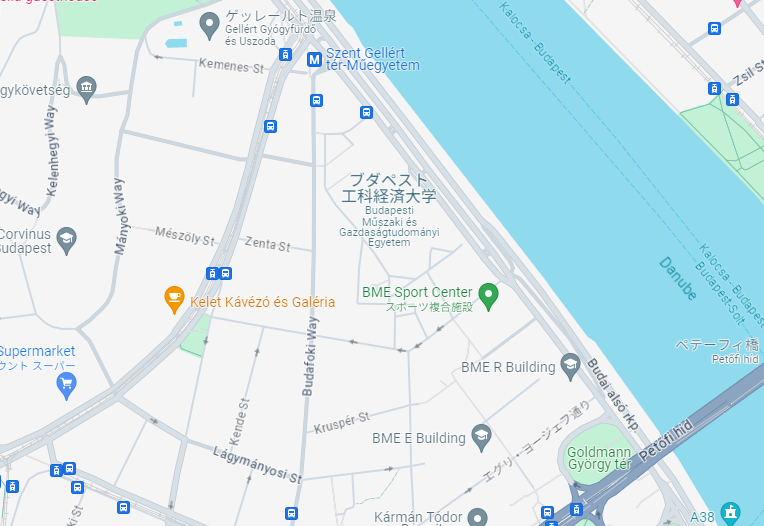 ゲッレールト温泉
Gellért Gyógyfürdő
és Uszoda
Szent Gellért
tér-Műegyetem
M
Kemenes St
Kalocsa - Budapest
Zsil St
gykövetség
Kelenhegyi Way
Mányoki Way
gyi Way
ブダペスト
工科経済大学
Budapesti
Műszaki és
Gazdaságtudományi
Egyetem
Corvinus
Budapest
Mészöly St
Zenta St
Danube
Kalocsa - Budapest
Budapest-Solt
BME Sport Center
スポーツ複合施設
Kelet Kávézó és Galéria
Budafoki Way
ペテーフィ橋
Petőfi híd
Supermarket
ウント スーパー
BME R Building
Budai alsó rkp.
Kende St
Kruspér St
BME E Building
エグリ・ヨージェフ通り
Petőfi híd
Goldmann
György tér
Lágymányosi St
Kármán Tódor
A38